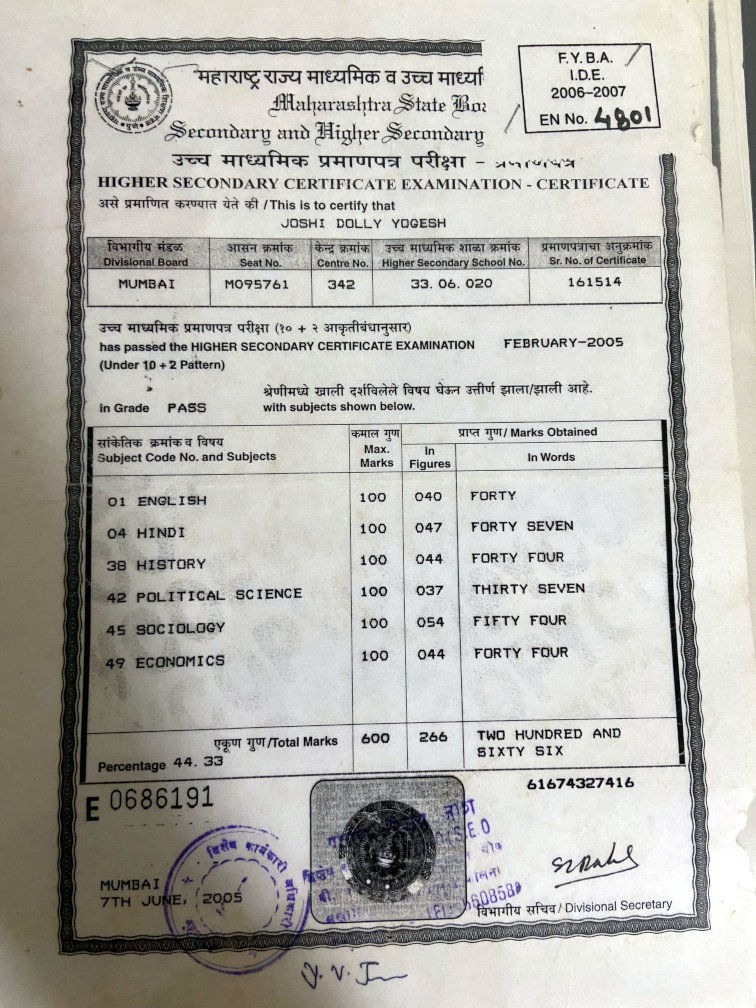 F.Y.B.A.
I.D.E.
2006-2007
EN No. 4801
महाराष्ट्र राज्य माध्यमिक व उच्च माध्यमि
Maharashtra State Boa
Secondary and Higher Secondary
उच्च माध्यमिक प्रमाणपत्र परीक्षा - प्रमाणपत्र
HIGHER SECONDARY CERTIFICATE EXAMINATION - CERTIFICATE
असे प्रमाणित करण्यात येते की / This is to certify that
JOSHI DOLLY YOGESH
विभागीय मंडळ आसन क्रमांक केन्द्र क्रमांक उच्च माध्यमिक शाळा क्रमांक प्रमाणपत्राचा अनुक्रमांक
Divisional Board Seat No. Centre No. Higher Secondary School No. Sr. No. of Certificate
MUMBAI M095761 342 33. 06. 020 161514
उच्च माध्यमिक प्रमाणपत्र परीक्षा (१० + २ आकृतीबंधानुसार)
has passed the HIGHER SECONDARY CERTIFICATE EXAMINATION FEBRUARY-2005
(Under 10 + 2 Pattern)
श्रेणीमध्ये खाली दर्शविलेले विषय घेऊन उत्तीर्ण झाला/झाली आहे.
in Grade PASS with subjects shown below.
सांकेतिक क्रमांक व विषय कमाल गुण प्राप्त गुण / Marks Obtained
Subject Code No. and Subjects Max. Marks In Figures In Words
01 ENGLISH 100 040 FORTY
04 HINDI 100 047 FORTY SEVEN
38 HISTORY 100 044 FORTY FOUR
42 POLITICAL SCIENCE 100 037 THIRTY SEVEN
45 SOCIOLOGY 100 054 FIFTY FOUR
49 ECONOMICS 100 044 FORTY FOUR
एकूण गुण / Total Marks 600 266 TWO HUNDRED AND
SIXTY SIX
Percentage 44. 33
61674327416
E 0686191
विशेष कार्यकारी अधिकारी
S.E.O
MUMBAI
7TH JUNE, 2005
विभागीय सचिव / Divisional Secretary